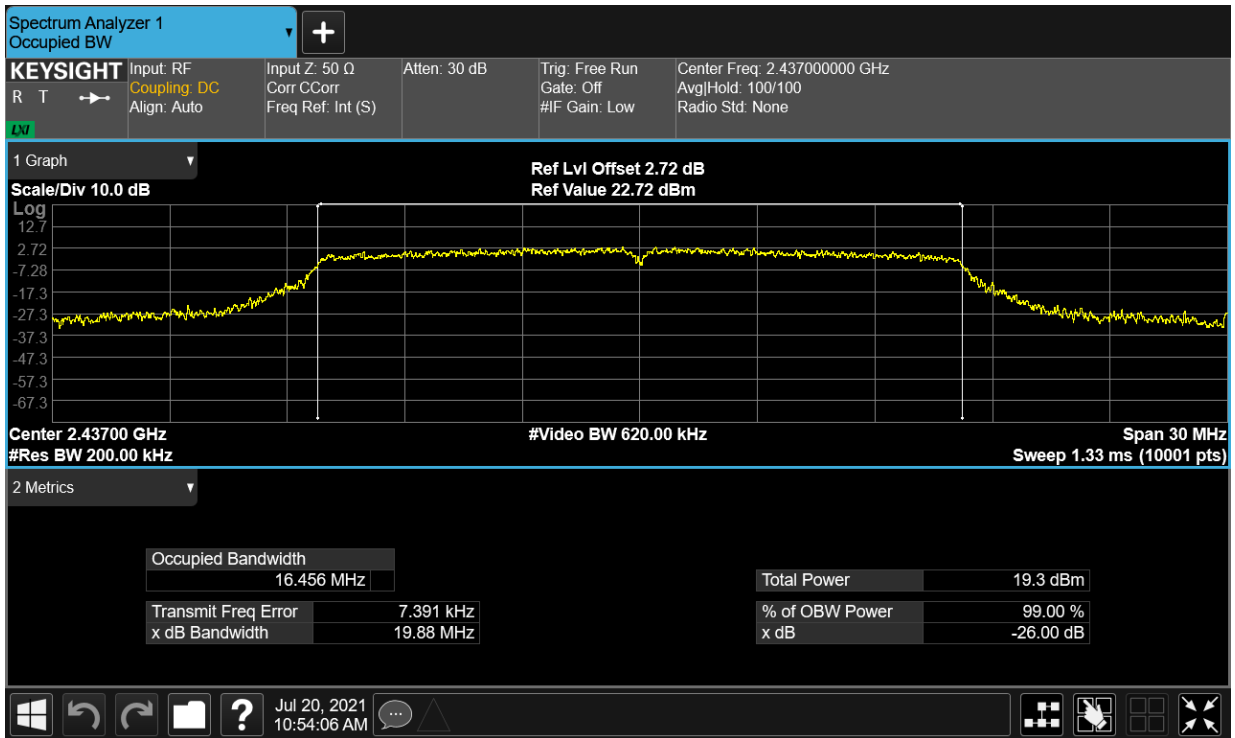 Spectrum Analyzer 1
Occupied BW
KEYSIGHT
R T
LXI
Input: RF
Coupling: DC
Align: Auto
Input Z: 50 Ω
Corr CCorr
Freq Ref: Int (S)
Atten: 30 dB
Trig: Free Run
Gate: Off
#IF Gain: Low
Center Freq: 2.437000000 GHz
Avg|Hold: 100/100
Radio Std: None
1 Graph
Scale/Div 10.0 dB
Ref Lvl Offset 2.72 dB
Ref Value 22.72 dBm
Log
12.7
2.72
-7.28
-17.3
-27.3
-37.3
-47.3
-57.3
-67.3
Center 2.43700 GHz
#Res BW 200.00 kHz
#Video BW 620.00 kHz
Span 30 MHz
Sweep 1.33 ms (10001 pts)
2 Metrics
Occupied Bandwidth
16.456 MHz
Transmit Freq Error 7.391 kHz
x dB Bandwidth 19.88 MHz
Total Power 19.3 dBm
% of OBW Power 99.00 %
x dB -26.00 dB
?
Jul 20, 2021
10:54:06 AM